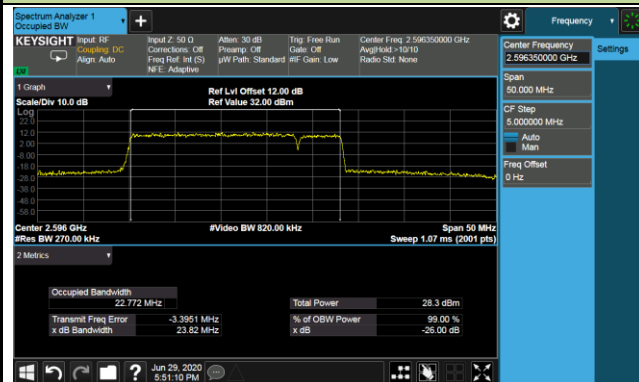 Spectrum Analyzer 1
Occupied BW
Frequency
KEYSIGHT
Input: RF
Coupling: DC
Align: Auto
Input Z: 50 Ω
Corrections: Off
Freq Ref: Int (S)
NFE: Adaptive
Atten: 30 dB
Preamp: Off
µW Path: Standard
Trig: Free Run
Gate: Off
#IF Gain: Low
Center Freq: 2.596350000 GHz
Avg|Hold:>10/10
Radio Std: None
Center Frequency
2.596350000 GHz
Settings
Span
50.000 MHz
CF Step
5.000000 MHz
Auto
Man
Freq Offset
0 Hz
1 Graph
Scale/Div 10.0 dB
Ref Lvl Offset 12.00 dB
Ref Value 32.00 dBm
Log
22.0
12.0
2.00
-8.00
-18.0
-28.0
-38.0
-48.0
-58.0
Center 2.596 GHz
#Res BW 270.00 kHz
#Video BW 820.00 kHz
Span 50 MHz
Sweep 1.07 ms (2001 pts)
2 Metrics
Occupied Bandwidth
22.772 MHz
Total Power 28.3 dBm
Transmit Freq Error -3.3951 MHz
% of OBW Power 99.00 %
x dB Bandwidth 23.82 MHz
x dB -26.00 dB
Jun 29, 2020
5:51:10 PM